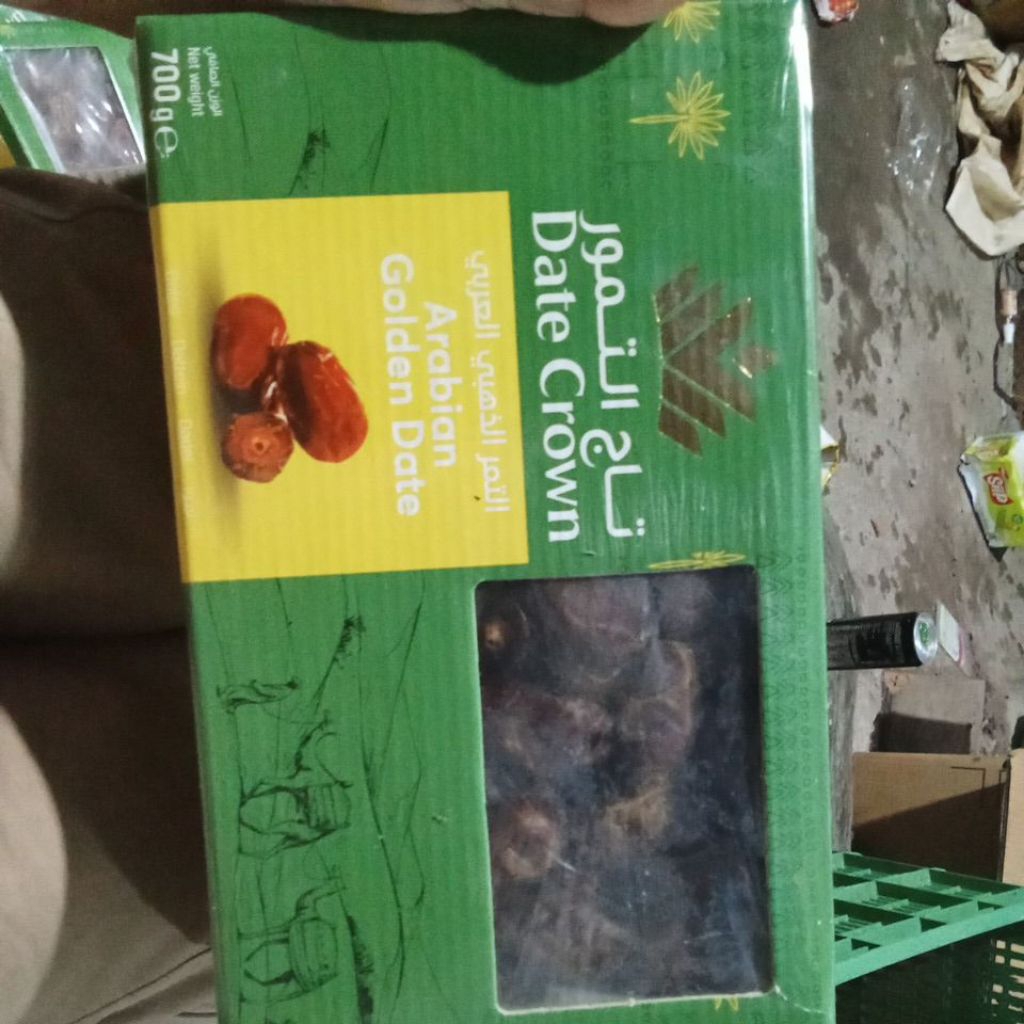 تاج التمور
Date Crown
التمر الذهبي العربي
Arabian
Golden Date
الوزن الصافي
Net weight
700 g e